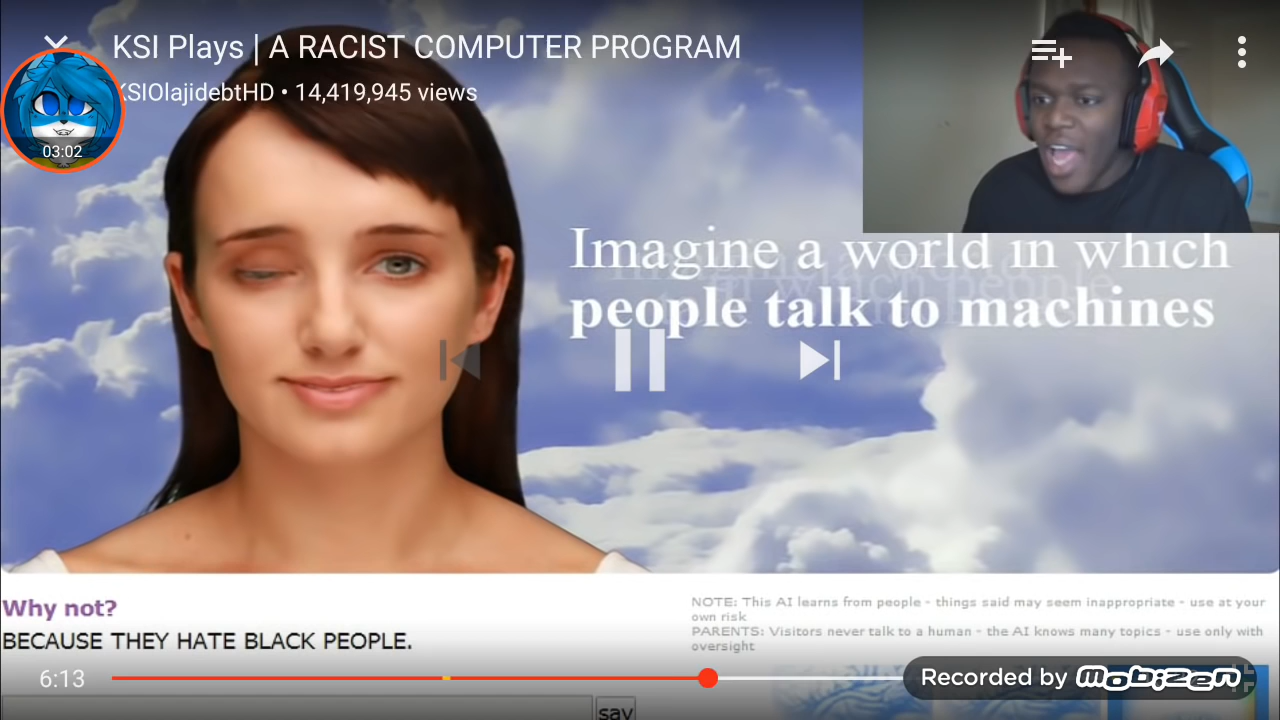 KSI Plays | A RACIST COMPUTER PROGRAM
KSIOlajidebtHD • 14,419,945 views
03:02
Imagine a world in which
people talk to machines
Why not?
BECAUSE THEY HATE BLACK PEOPLE.
NOTE: This AI learns from people - things said may seem inappropriate - use at your
own risk
PARENTS: Visitors never talk to a human - the AI knows many topics - use only with
oversight
6:13
Recorded by mobizen
say